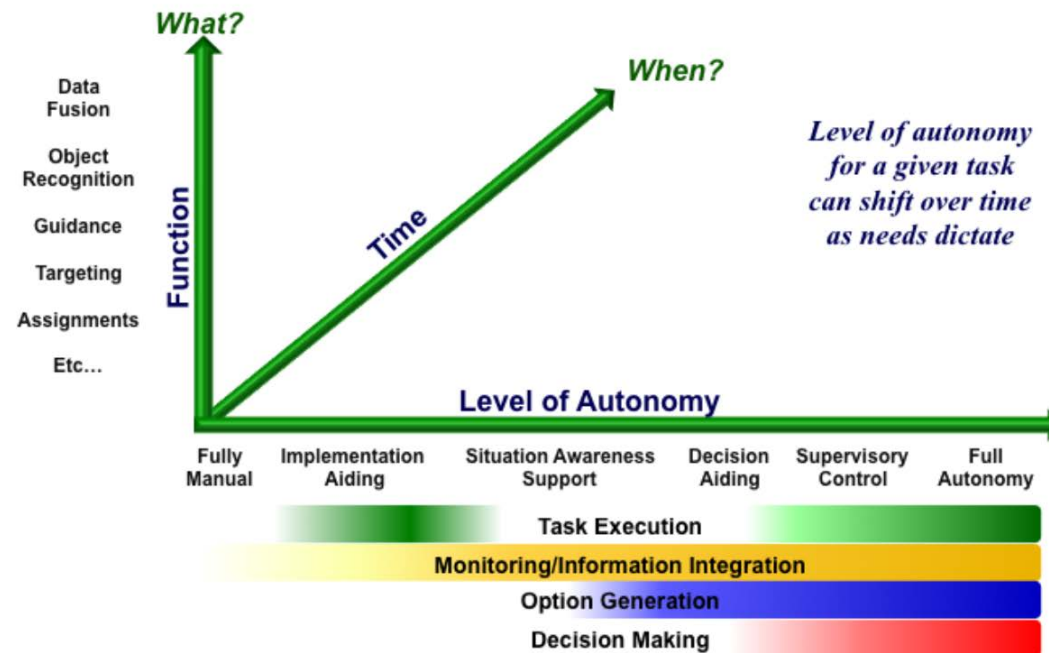 What?
When?
Data
Fusion
Object
Recognition
Guidance
Targeting
Assignments
Etc…
Function
Time
Level of autonomy
for a given task
can shift over time
as needs dictate
Level of Autonomy
Fully
Manual
Implementation
Aiding
Situation Awareness
Support
Decision
Aiding
Supervisory
Control
Full
Autonomy
Task Execution
Monitoring/Information Integration
Option Generation
Decision Making